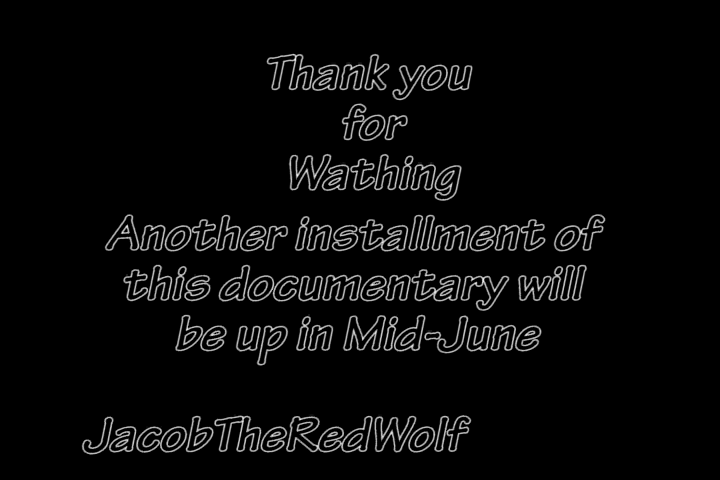 Thank you
for
Wathing
Another installment of
this documentary will
be up in Mid-June
JacobTheRedWolf